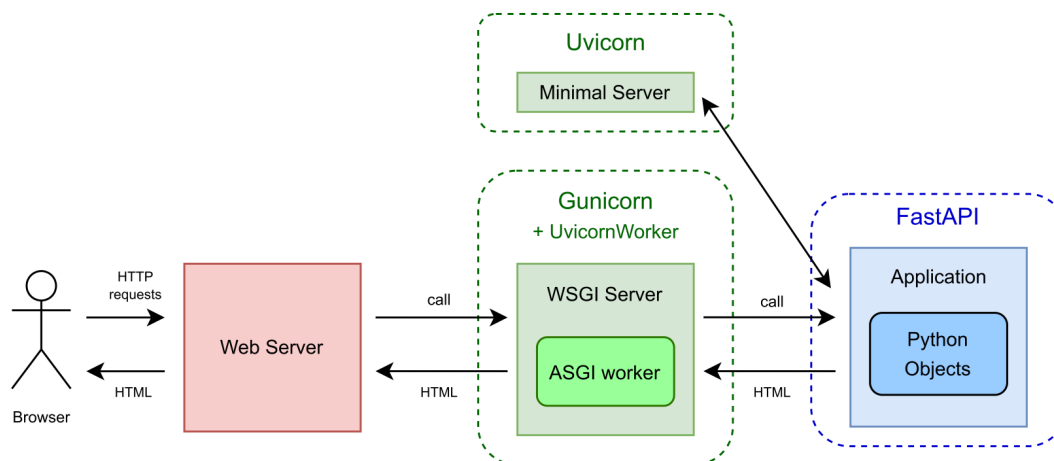 Uvicorn
Minimal Server
Gunicorn
+ UvicornWorker
FastAPI
HTTP
requests
HTML
Browser
Web Server
call
HTML
WSGI Server
ASGI worker
call
HTML
Application
Python
Objects